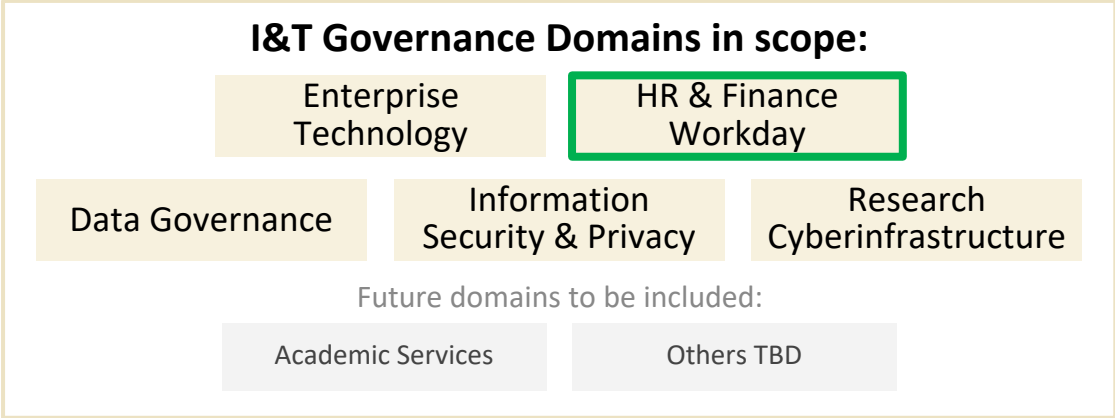 I&T Governance Domains in scope:
Enterprise
Technology
HR & Finance
Workday
Data Governance
Information
Security & Privacy
Research
Cyberinfrastructure
Future domains to be included:
Academic Services
Others TBD